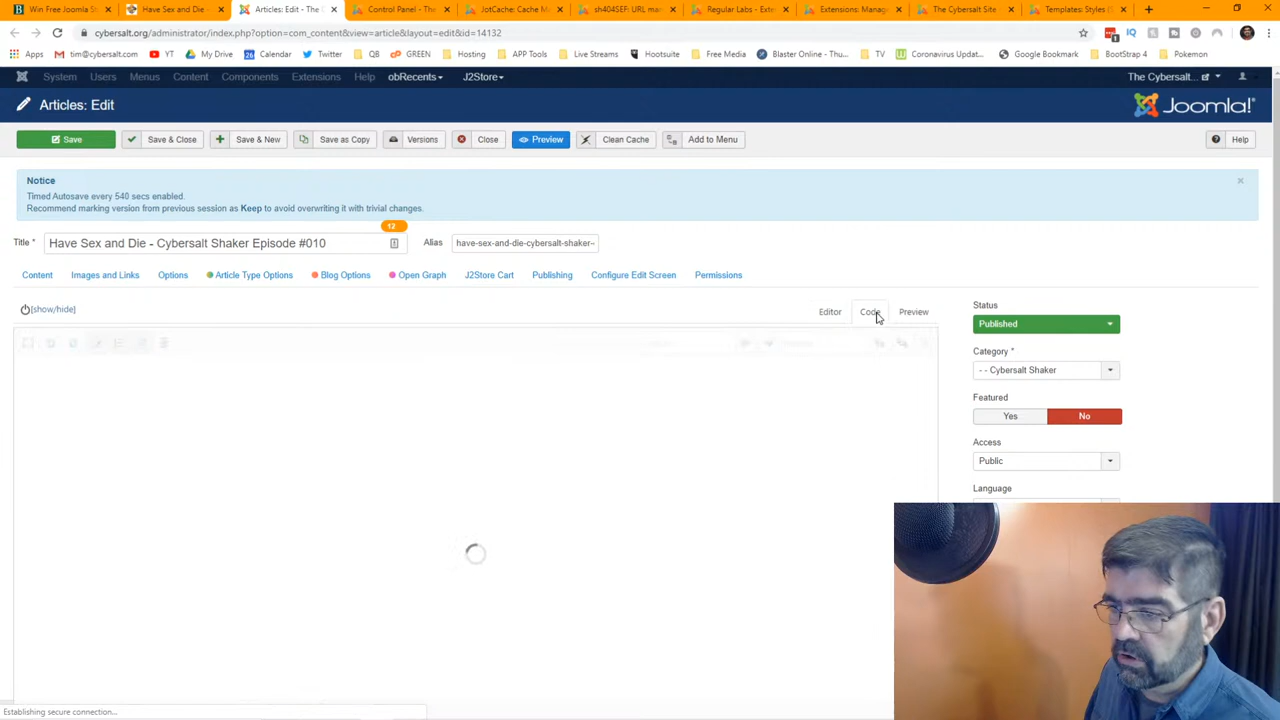 Win Free Joomla St
Have Sex and Die -
Articles: Edit - The
Control Panel - The
JotCache: Cache M
sh404SEF: URL ma
Regular Labs - Exte
Extensions: Manag
The Cybersalt Site
Templates: Styles (
cybersalt.org/administrator/index.php?option=com_content&view=article&layout=edit&id=14132
Apps
tim@cybersalt.com
YT
My Drive
Calendar
Twitter
QB
GREEN
Hosting
APP Tools
Live Streams
Hootsuite
Free Media
Blaster Online - Thu...
TV
Coronavirus Updat...
Google Bookmark
BootStrap 4
Pokemon
System Users Menus Content Components Extensions Help obRecents J2Store
The Cybersalt...
Articles: Edit
Joomla!
Save
Save & Close
Save & New
Save as Copy
Versions
Close
Preview
Clean Cache
Add to Menu
Help
Notice
Timed Autosave every 540 secs enabled.
Recommend marking version from previous session as Keep to avoid overwriting it with trivial changes.
12
Title * Have Sex and Die - Cybersalt Shaker Episode #010
Alias have-sex-and-die-cybersalt-shaker-
Content Images and Links Options Article Type Options Blog Options Open Graph J2Store Cart Publishing Configure Edit Screen Permissions
[show/hide]
Editor Code Preview
Status
Published
Category *
- - Cybersalt Shaker
Featured
Yes No
Access
Public
Language
Establishing secure connection...